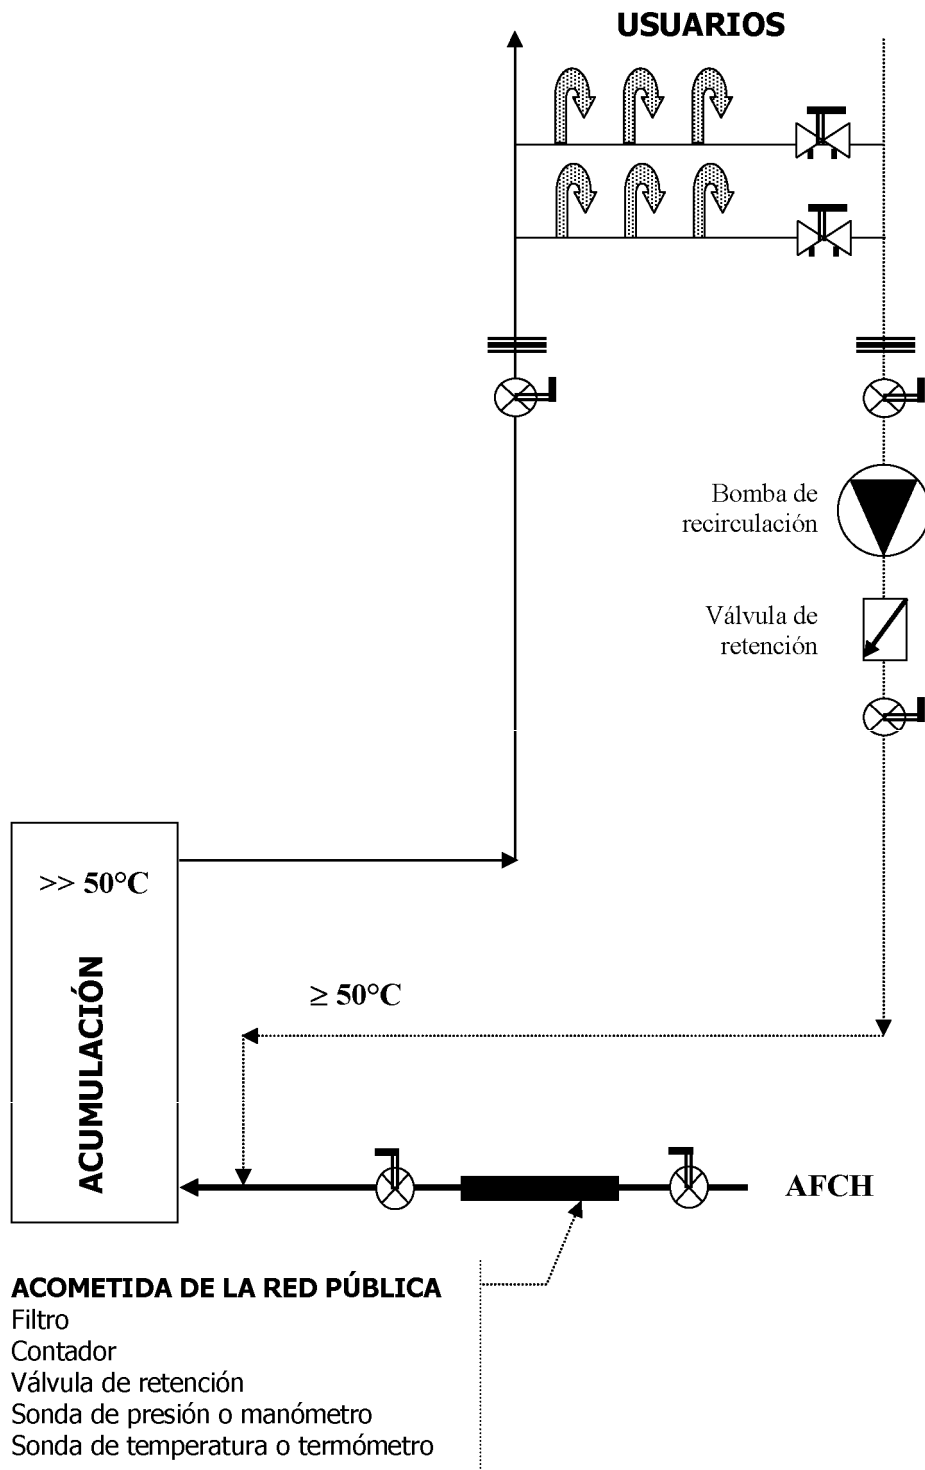 USUARIOS
Bomba de
recirculación
Válvula de
retención
>> 50°C
ACUMULACIÓN
≥ 50°C
AFCH
ACOMETIDA DE LA RED PÚBLICA
Filtro
Contador
Válvula de retención
Sonda de presión o manómetro
Sonda de temperatura o termómetro